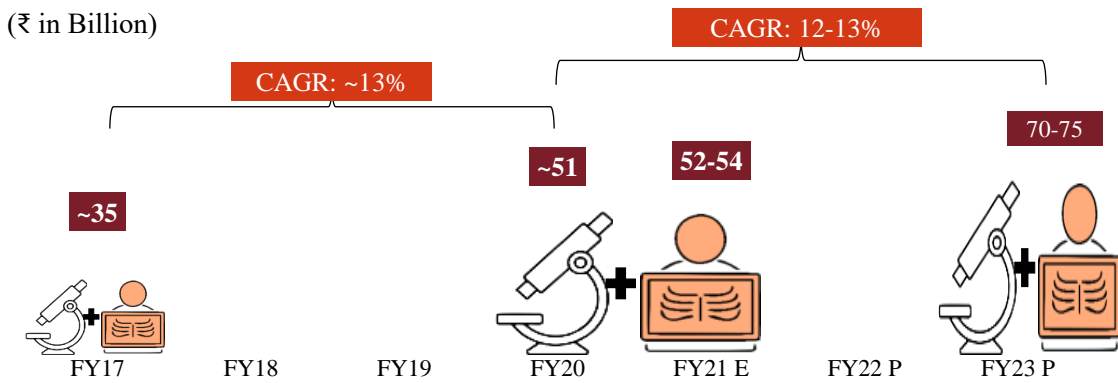 (₹ in Billion)
CAGR: 12-13%
CAGR: ~13%
70-75
~51
52-54
~35
FY17 FY18 FY19 FY20 FY21 E FY22 P FY23 P